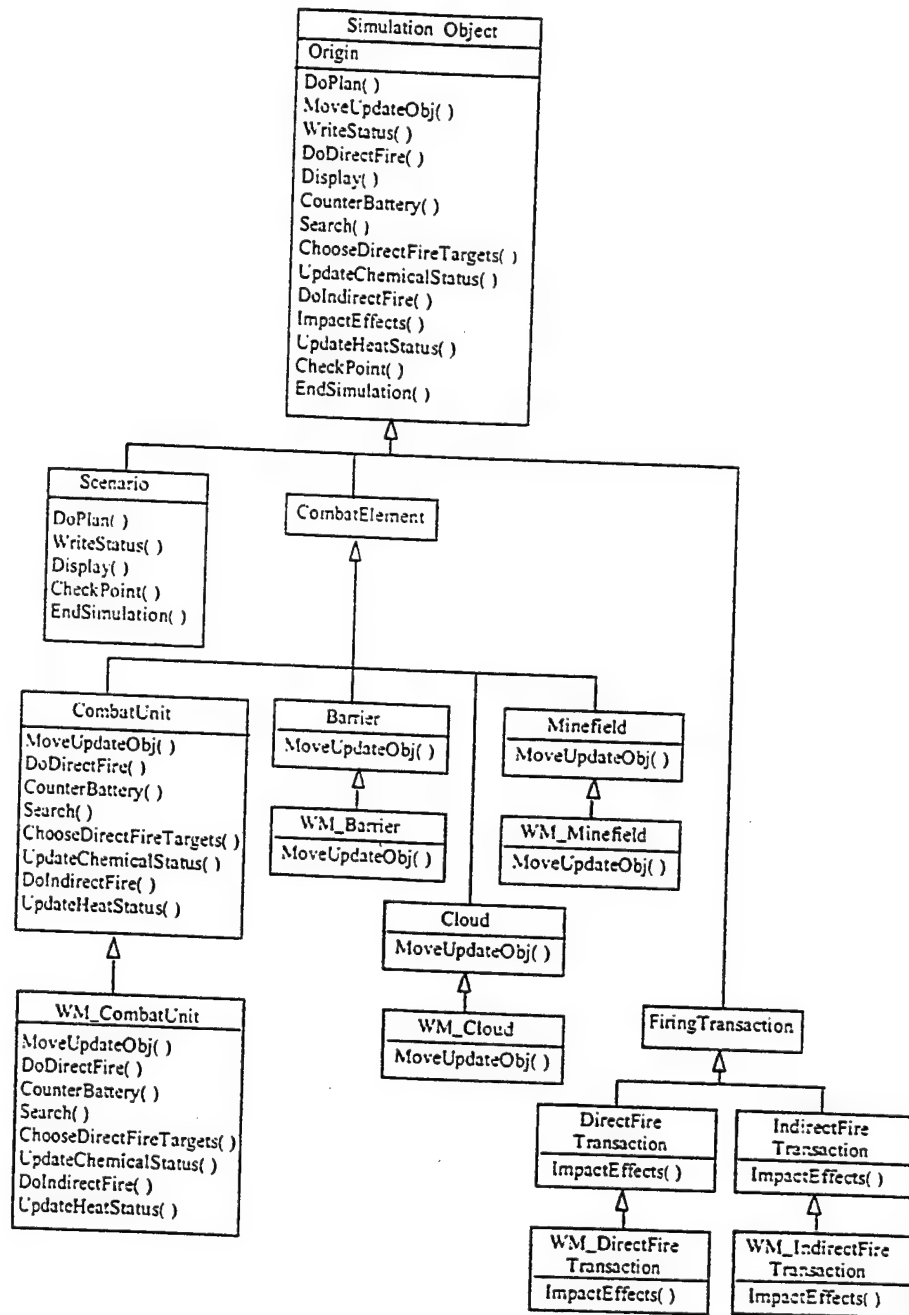 Simulation Object
Origin
DoPlan( )
MoveUpdateObj( )
WriteStatus( )
DoDirectFire( )
Display( )
CounterBattery( )
Search( )
ChooseDirectFireTargets( )
UpdateChemicalStatus( )
DoIndirectFire( )
ImpactEffects( )
UpdateHeatStatus( )
CheckPoint( )
EndSimulation( )
Scenario
DoPlan( )
WriteStatus( )
Display( )
CheckPoint( )
EndSimulation( )
CombatElement
CombatUnit
MoveUpdateObj( )
DoDirectFire( )
CounterBattery( )
Search( )
ChooseDirectFireTargets( )
UpdateChemicalStatus( )
DoIndirectFire( )
UpdateHeatStatus( )
Barrier
MoveUpdateObj( )
WM_Barrier
MoveUpdateObj( )
Minefield
MoveUpdateObj( )
WM_Minefield
MoveUpdateObj( )
Cloud
MoveUpdateObj( )
WM_Cloud
MoveUpdateObj( )
WM_CombatUnit
MoveUpdateObj( )
DoDirectFire( )
CounterBattery( )
Search( )
ChooseDirectFireTargets( )
UpdateChemicalStatus( )
DoIndirectFire( )
UpdateHeatStatus( )
FiringTransaction
DirectFire
Transaction
ImpactEffects( )
IndirectFire
Transaction
ImpactEffects( )
WM_DirectFire
Transaction
ImpactEffects( )
WM_IndirectFire
Transaction
ImpactEffects( )